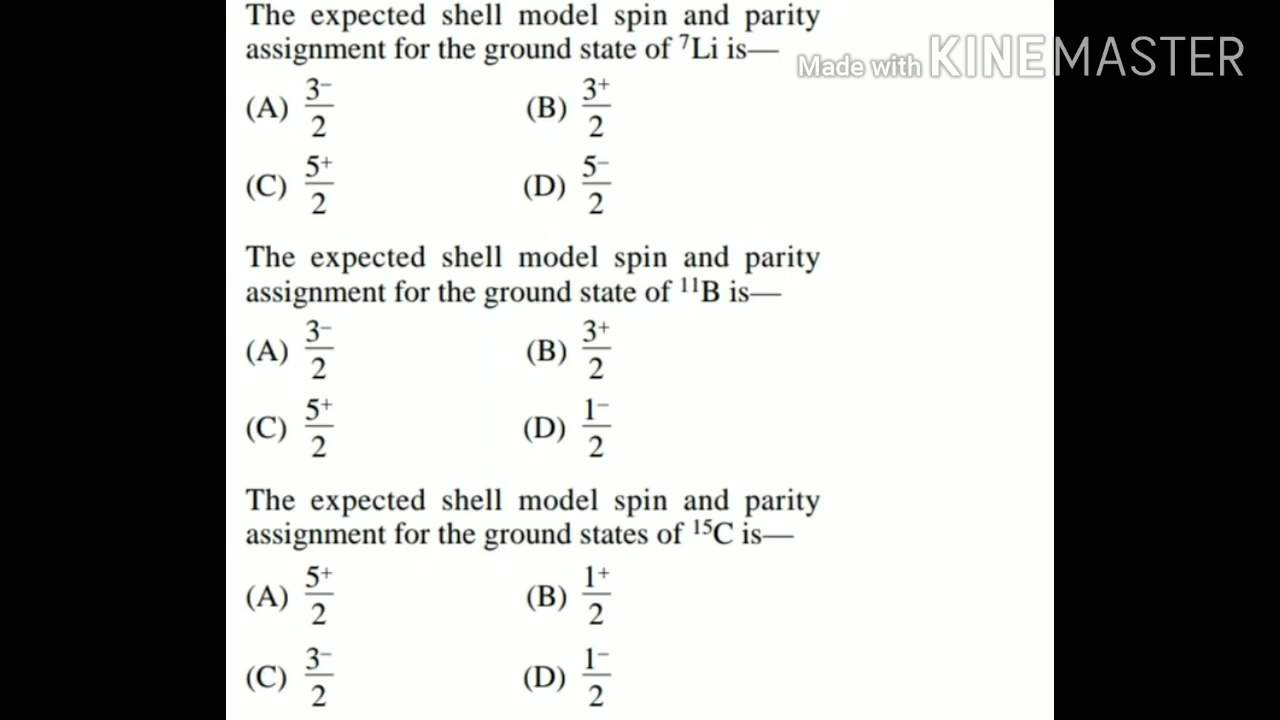 The expected shell model spin and parity
assignment for the ground state of ⁷Li is—
Made with KINEMASTER
(A) 3⁻/2 (B) 3⁺/2
(C) 5⁺/2 (D) 5⁻/2
The expected shell model spin and parity
assignment for the ground state of ¹¹B is—
(A) 3⁻/2 (B) 3⁺/2
(C) 5⁺/2 (D) 1⁻/2
The expected shell model spin and parity
assignment for the ground states of ¹⁵C is—
(A) 5⁺/2 (B) 1⁺/2
(C) 3⁻/2 (D) 1⁻/2